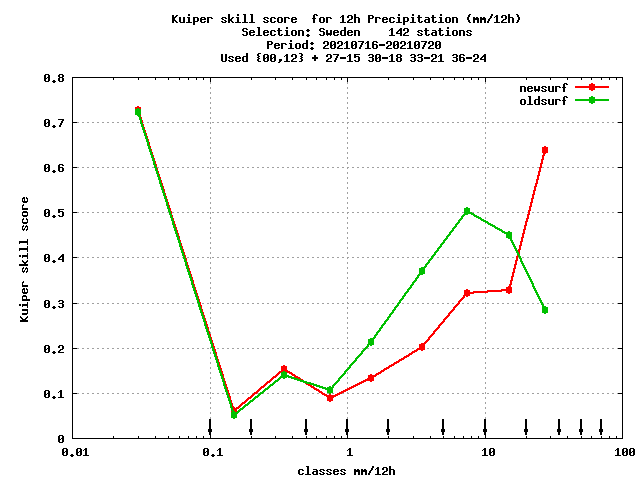 Kuiper skill score  for 12h Precipitation (mm/12h)
Selection: Sweden    142 stations
Period: 20210716-20210720
Used {00,12} + 27-15 30-18 33-21 36-24
newsurf
oldsurf
0.8
0.7
0.6
0.5
0.4
0.3
0.2
0.1
0
Kuiper skill score
0.01 0.1 1 10 100
classes mm/12h